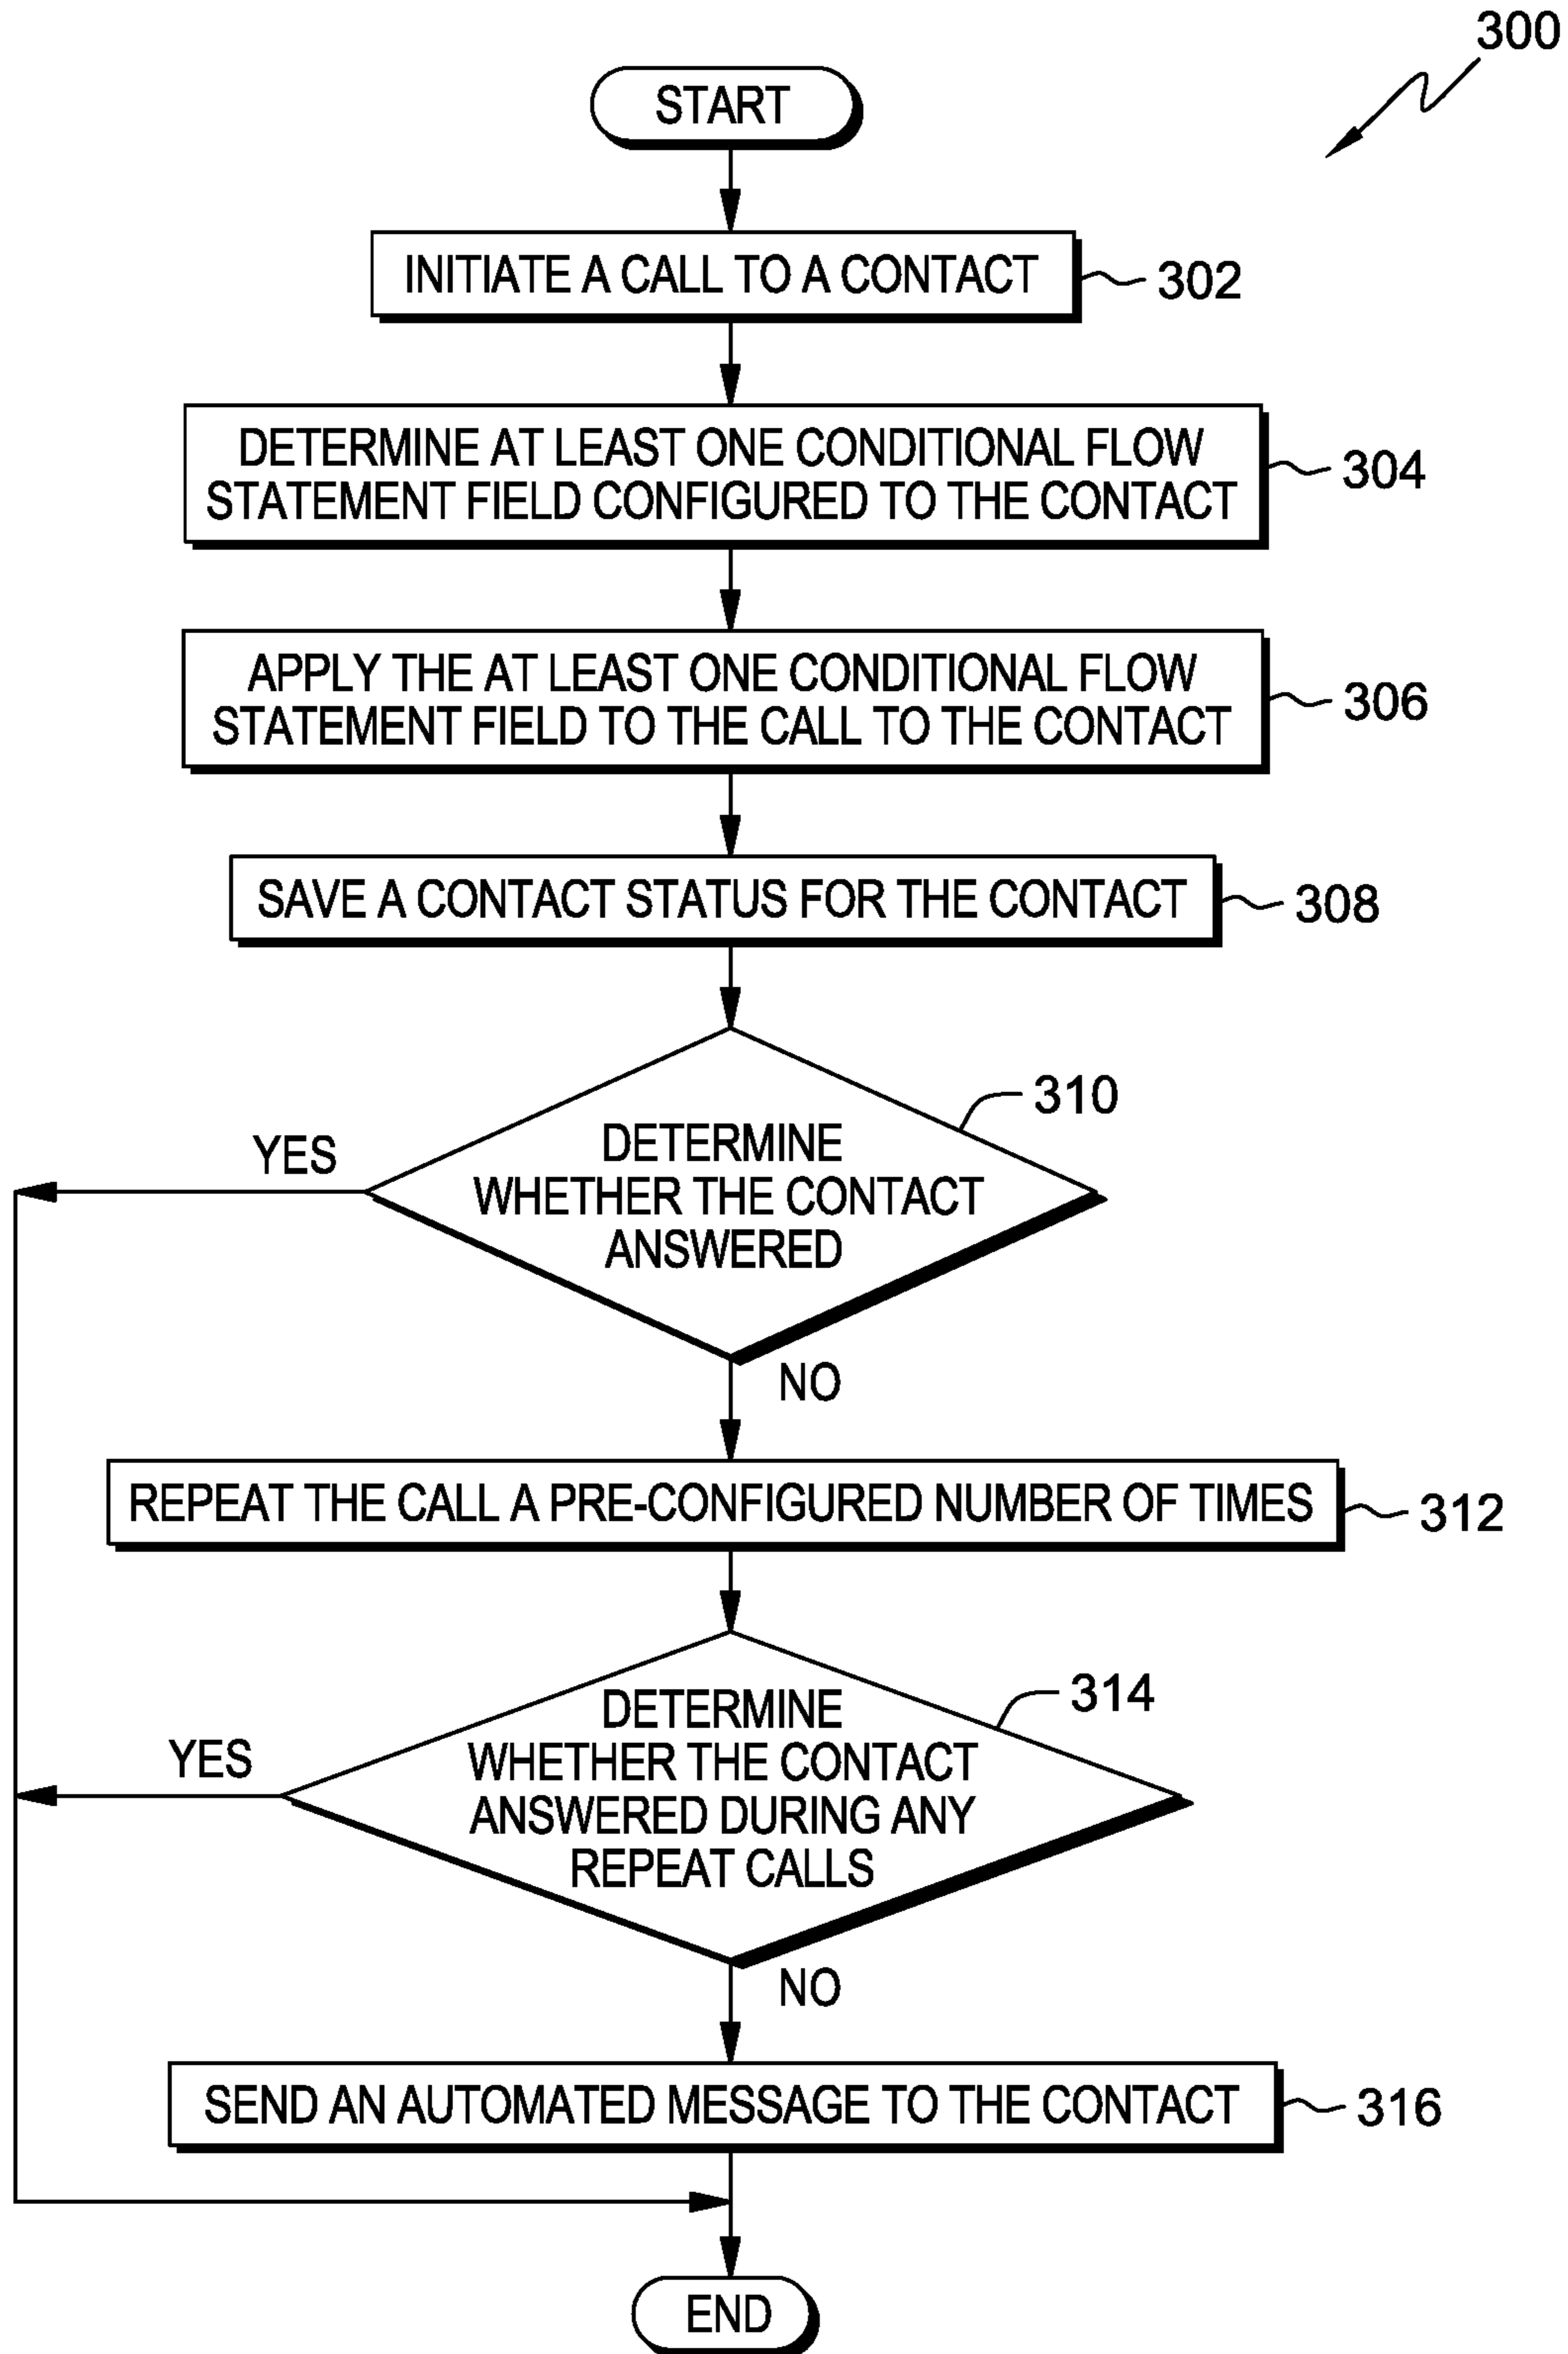 300
START
INITIATE A CALL TO A CONTACT
302
DETERMINE AT LEAST ONE CONDITIONAL FLOW
STATEMENT FIELD CONFIGURED TO THE CONTACT
304
APPLY THE AT LEAST ONE CONDITIONAL FLOW
STATEMENT FIELD TO THE CALL TO THE CONTACT
306
SAVE A CONTACT STATUS FOR THE CONTACT
308
310
DETERMINE
WHETHER THE CONTACT
ANSWERED
YES
NO
REPEAT THE CALL A PRE-CONFIGURED NUMBER OF TIMES
312
314
DETERMINE
WHETHER THE CONTACT
ANSWERED DURING ANY
REPEAT CALLS
YES
NO
SEND AN AUTOMATED MESSAGE TO THE CONTACT
316
END